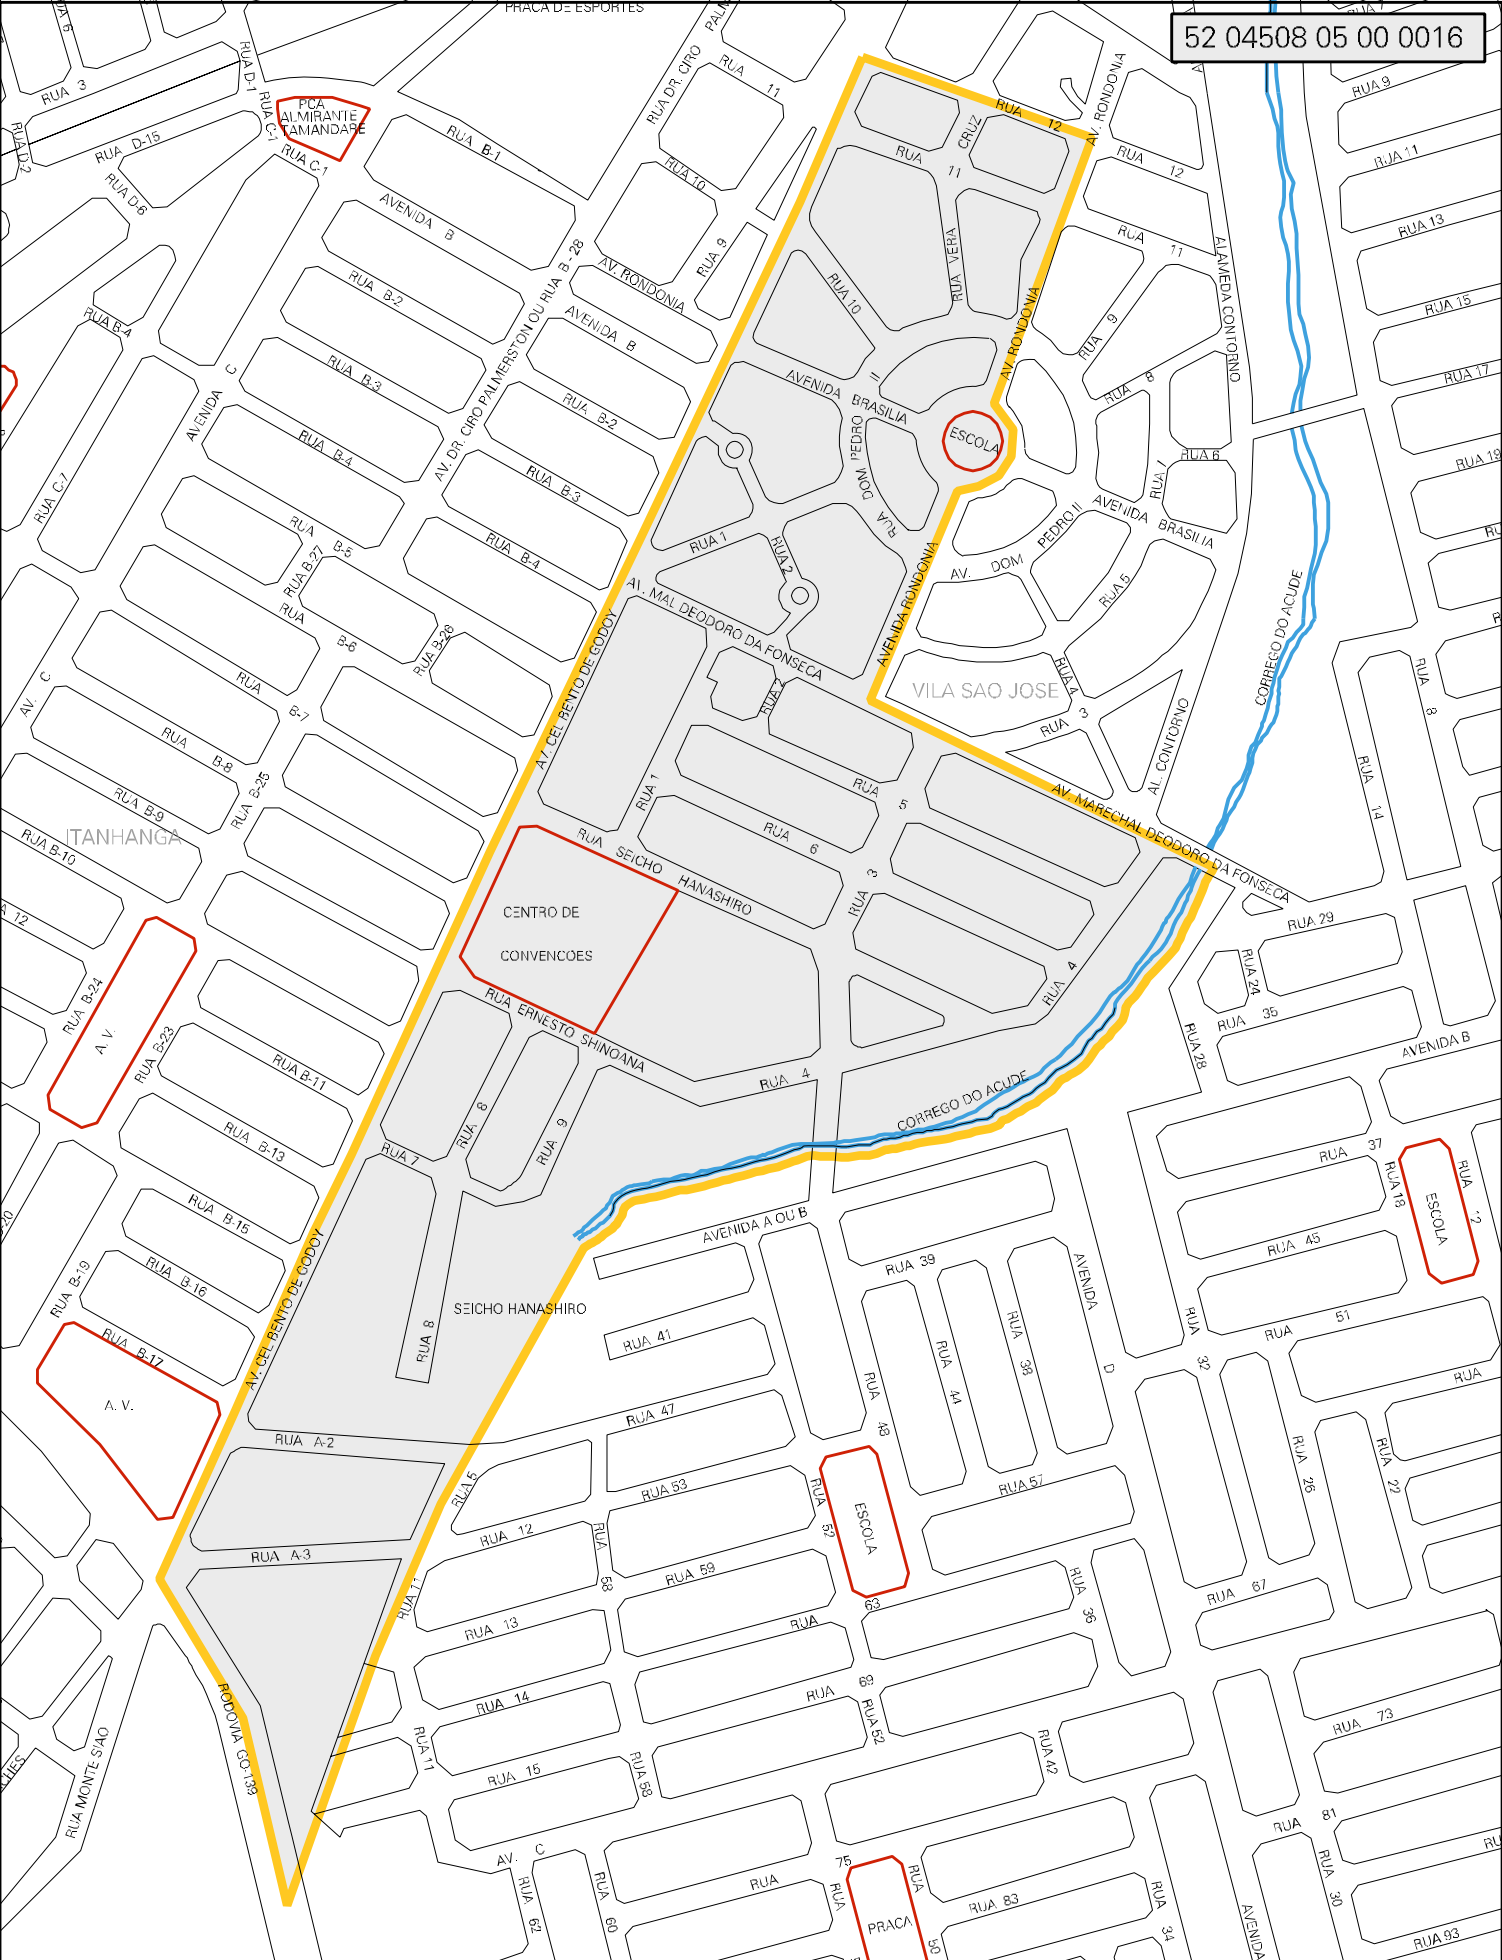 PRACA DE ESPORTES
52 04508 05 00 0016
RUA 3
RUA D-1
RUA C-1
RUA D-2
RUA D-15
RUA D-6
PCA
ALMIRANTE
TAMANDARE
RUA C-1
RUA B-1
AVENIDA B
RUA DR. CIRO
RUA 11
RUA 10
RUA 9
AV. RONDONIA
AVENIDA B
RUA 12
CRUZ
RUA 11
AV. RONDONIA
RUA 12
RUA 11
RUA 9
RUA 11
RUA 13
RUA 15
RUA 17
RUA 19
ALAMEDA CONTORNO
RUA VERA
RUA 10
AV. RONDONIA
RUA 9
RUA 8
RUA 6
RUA 1
RUA B-2
RUA B-3
RUA B-4
RUA B-4
AVENIDA C
RUA C-7
AV. DR. CIRO PALMERSTON OU RUA B - 28
RUA B-2
RUA B-3
RUA B-4
AVENIDA BRASILIA
RUA DOM PEDRO II
ESCOLA
AVENIDA BRASILIA
AV. DOM PEDRO II
RUA 5
RUA 1
RUA 2
AL. MAL DEODORO DA FONSECA
AVENIDA RONDONIA
VILA SAO JOSE
RUA 4
RUA 3
AL. CONTORNO
CORREGO DO ACUDE
RUA 8
RUA 14
RUA B-5
RUA B-27
RUA B-6
RUA B-26
RUA B-7
AV. C
RUA B-8
RUA B-25
RUA B-9
ITANHANGA
RUA B-10
AV. CEL BENTO DE GODOY
RUA 2
RUA 1
RUA 5
RUA 6
RUA 3
AV. MARECHAL DEODORO DA FONSECA
RUA SEICHO HANASHIRO
CENTRO DE
CONVENCOES
RUA ERNESTO SHINOANA
RUA 4
RUA 4
CORREGO DO ACUDE
RUA 29
RUA 24
RUA 35
RUA 28
AVENIDA B
RUA B-24
A. V.
RUA B-23
RUA B-11
RUA B-13
RUA 7
RUA 8
RUA 9
RUA B-15
RUA B-16
RUA B-19
RUA B-17
A. V.
AV. CEL BENTO DE GODOY
RUA 8
SEICHO HANASHIRO
AVENIDA A OU B
RUA 39
RUA 41
RUA 47
RUA 48
RUA 44
RUA 38
AVENIDA D
RUA 37
RUA 18
RUA 12
ESCOLA
RUA 45
RUA 51
RUA 32
RUA
RUA A-2
RUA A-3
RUA 5
RUA 12
RUA 53
RUA 52
ESCOLA
RUA 57
RUA 26
RUA 22
RUA 58
RUA 59
RUA 11
RUA 13
RUA 63
RUA 36
RUA 67
RUA 14
RUA 69
RUA 52
RUA 73
RUA 11
RUA 15
RUA 58
RUA 42
RODOVIA GO-139
RUA MONTE SIAO
RUA 81
AV. C
RUA 75
RUA 62
RUA 60
RUA
RUA 50
PRACA
RUA 83
RUA 34
AVENIDA
RUA 30
RUA 93